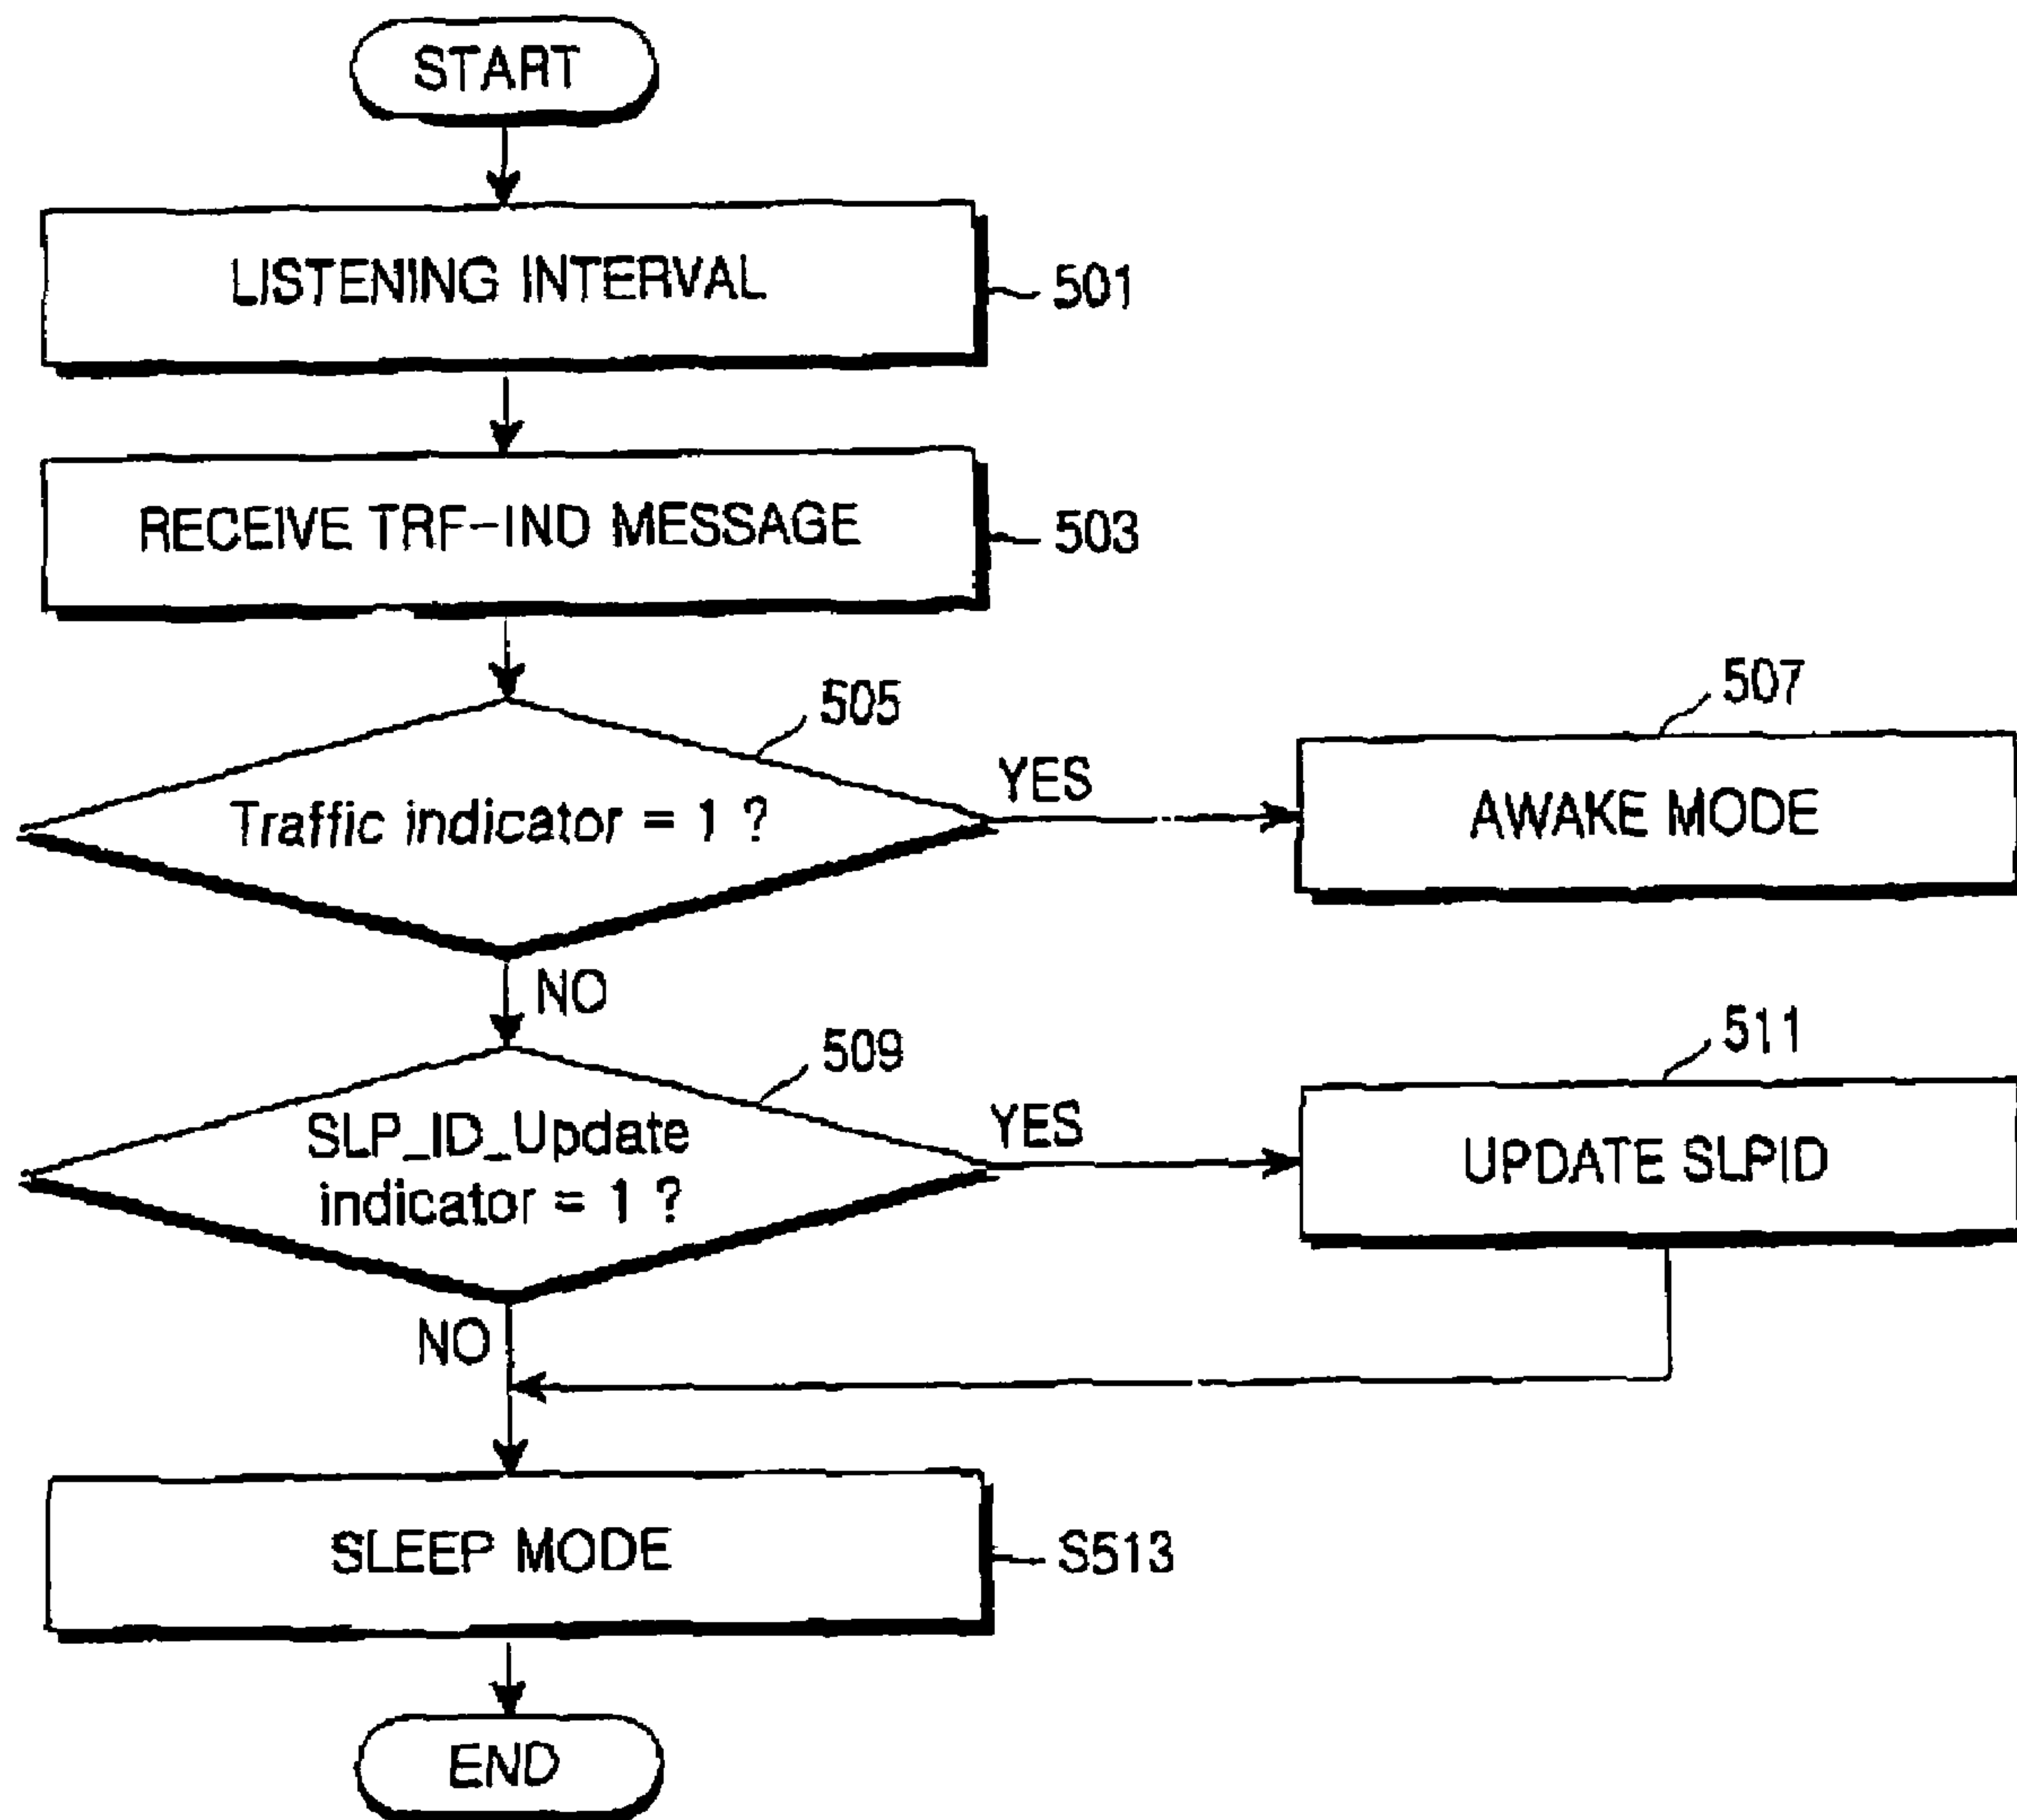 START
LISTENING INTERVAL
501
RECEIVE TRF-IND MESSAGE
503
505
Traffic indicator = 1 ?
YES
507
AWAKE MODE
NO
509
SLP_ID_Update
indicator = 1 ?
YES
511
UPDATE SLPID
NO
SLEEP MODE
S513
END